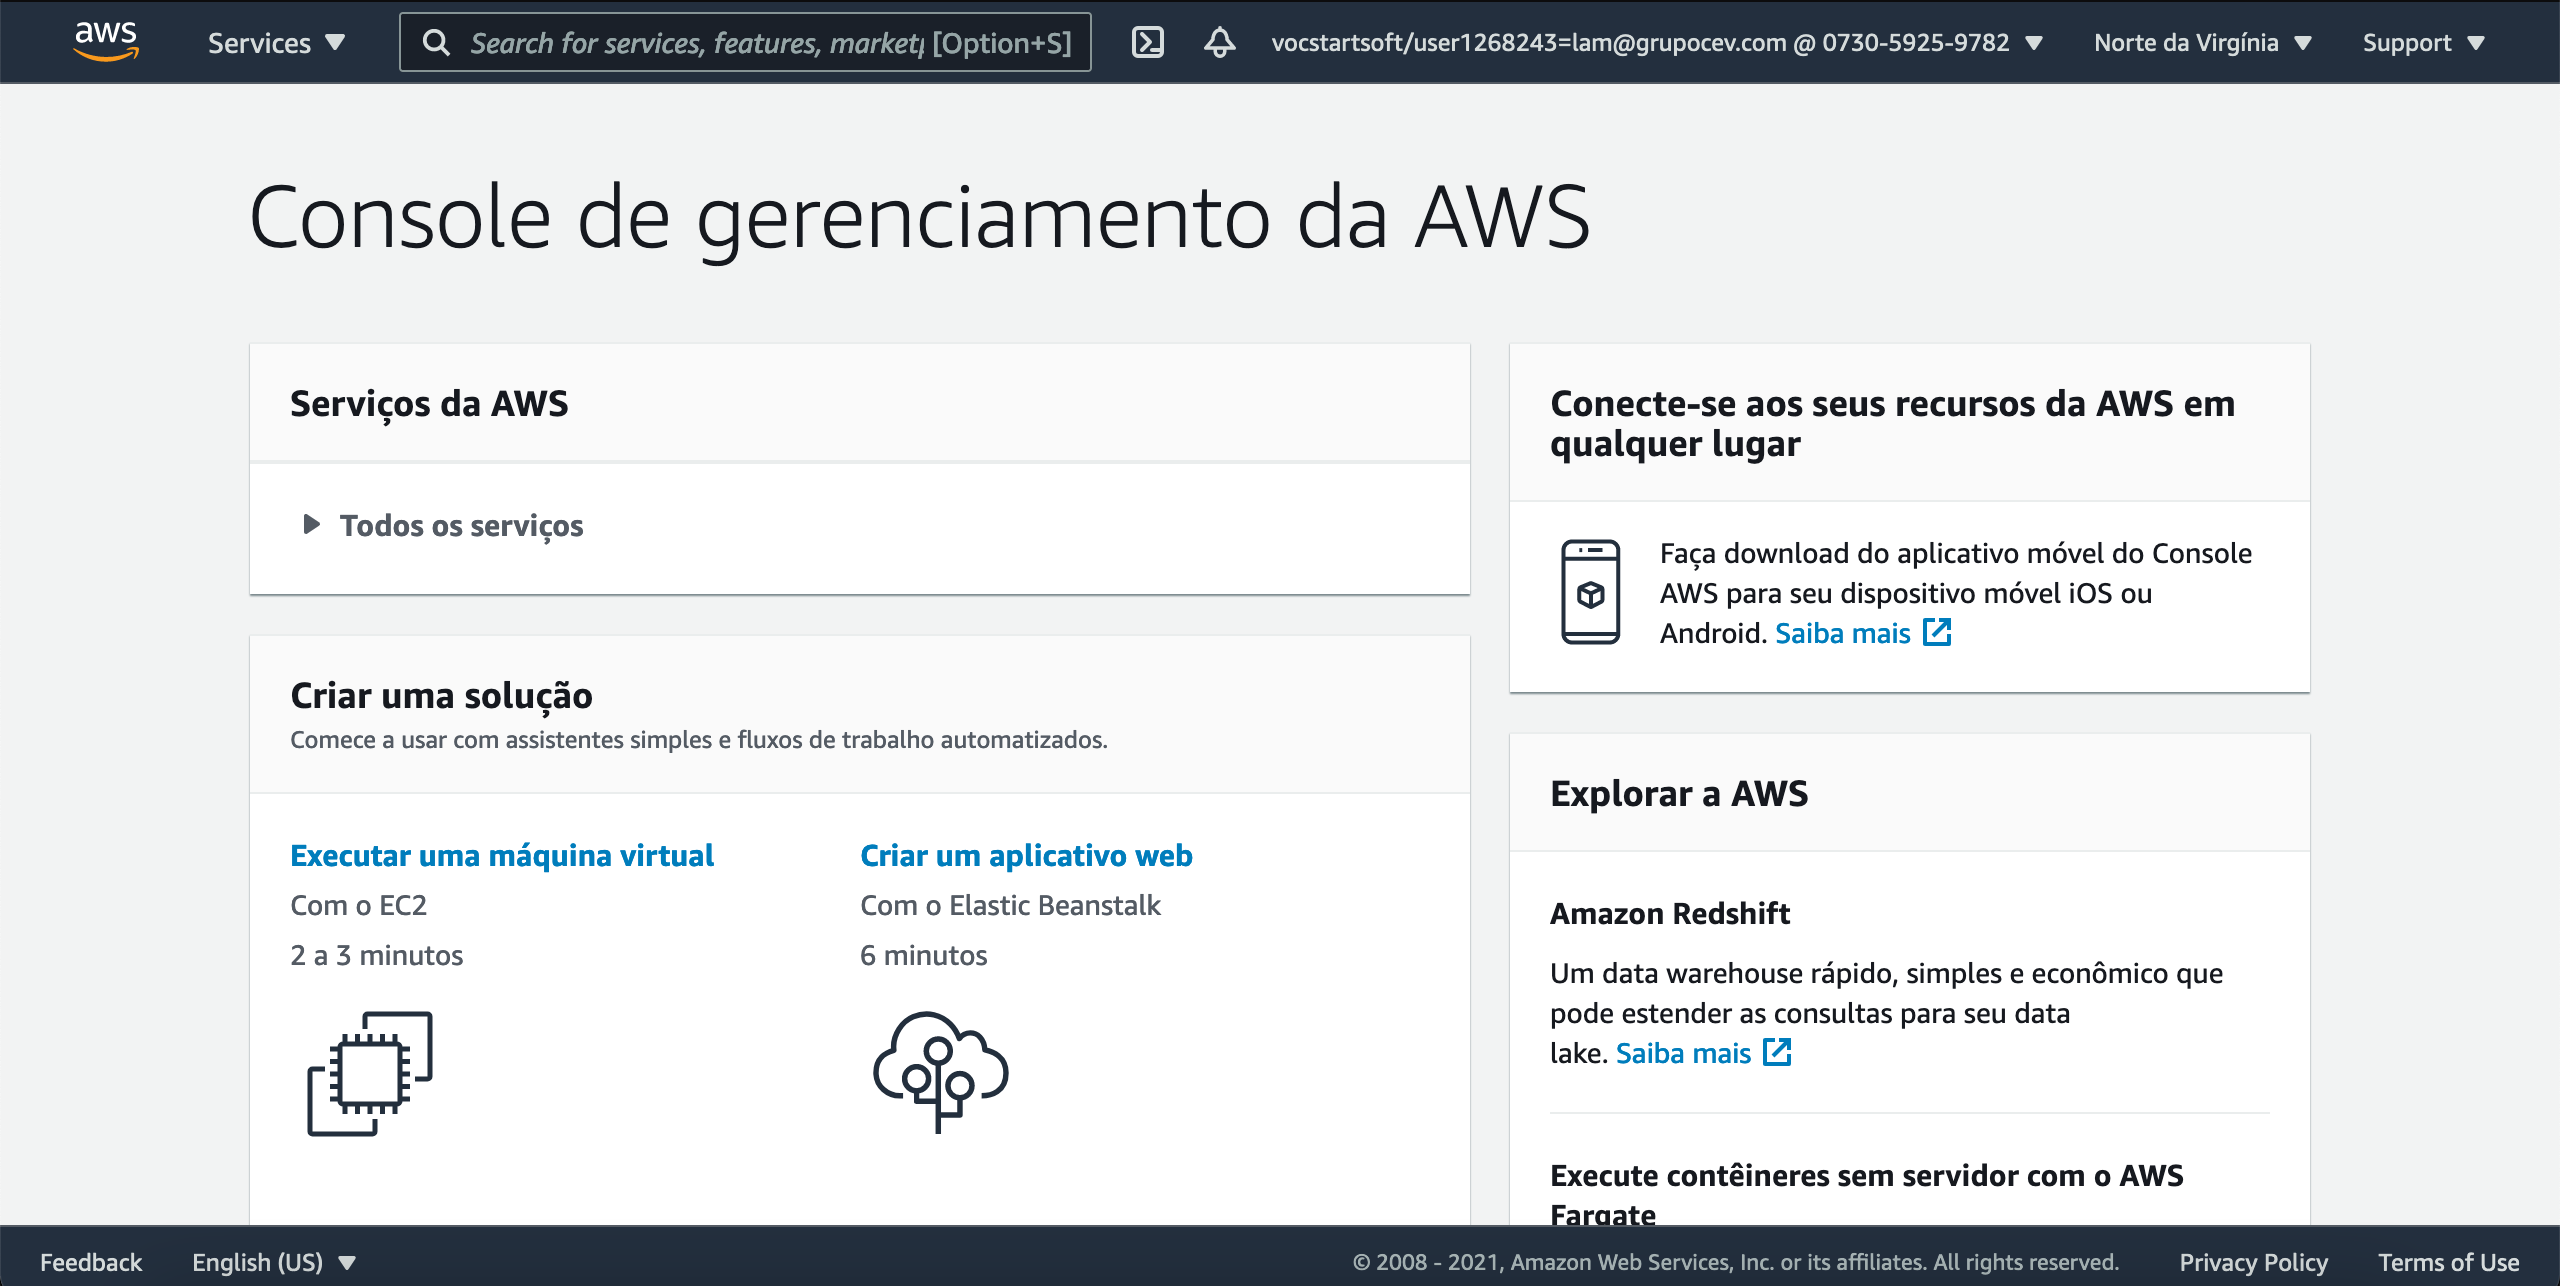 aws
Services
Search for services, features, market [Option+S]
vocstartsoft/user1268243=lam@grupocev.com @ 0730-5925-9782
Norte da Virgínia
Support
Console de gerenciamento da AWS
Serviços da AWS
Todos os serviços
Criar uma solução
Comece a usar com assistentes simples e fluxos de trabalho automatizados.
Executar uma máquina virtual
Com o EC2
2 a 3 minutos
Criar um aplicativo web
Com o Elastic Beanstalk
6 minutos
Conecte-se aos seus recursos da AWS em
qualquer lugar
Faça download do aplicativo móvel do Console
AWS para seu dispositivo móvel iOS ou
Android. Saiba mais
Explorar a AWS
Amazon Redshift
Um data warehouse rápido, simples e econômico que
pode estender as consultas para seu data
lake. Saiba mais
Execute contêineres sem servidor com o AWS
Fargate
Feedback
English (US)
© 2008 - 2021, Amazon Web Services, Inc. or its affiliates. All rights reserved.
Privacy Policy
Terms of Use